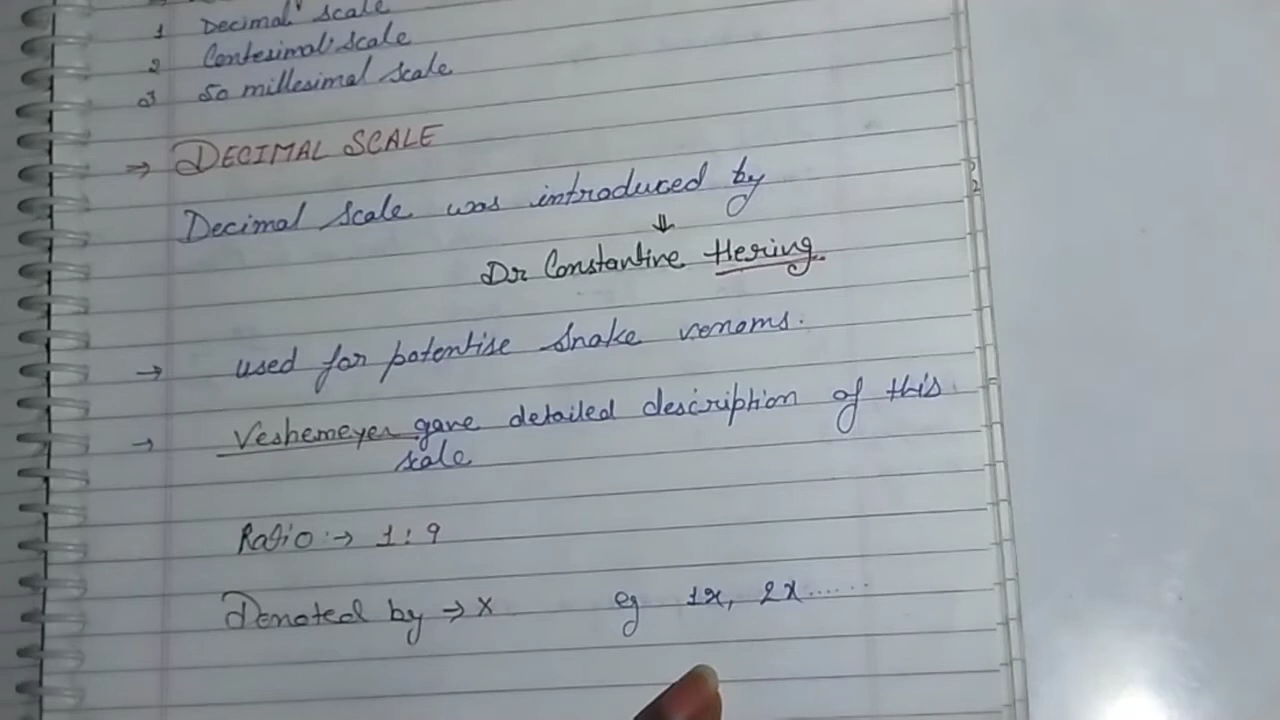 1 Decimal scale
2 Centesimal scale
3 50 millesimal scale
→ DECIMAL SCALE
Decimal scale was introduced by
⇓
Dr Constantine Hering.
→ used for potentise snake venoms.
→ Veshemeyer gave detailed description of this
scale
Ratio :→ 1 : 9
Denoted by → X eg 1x, 2x......